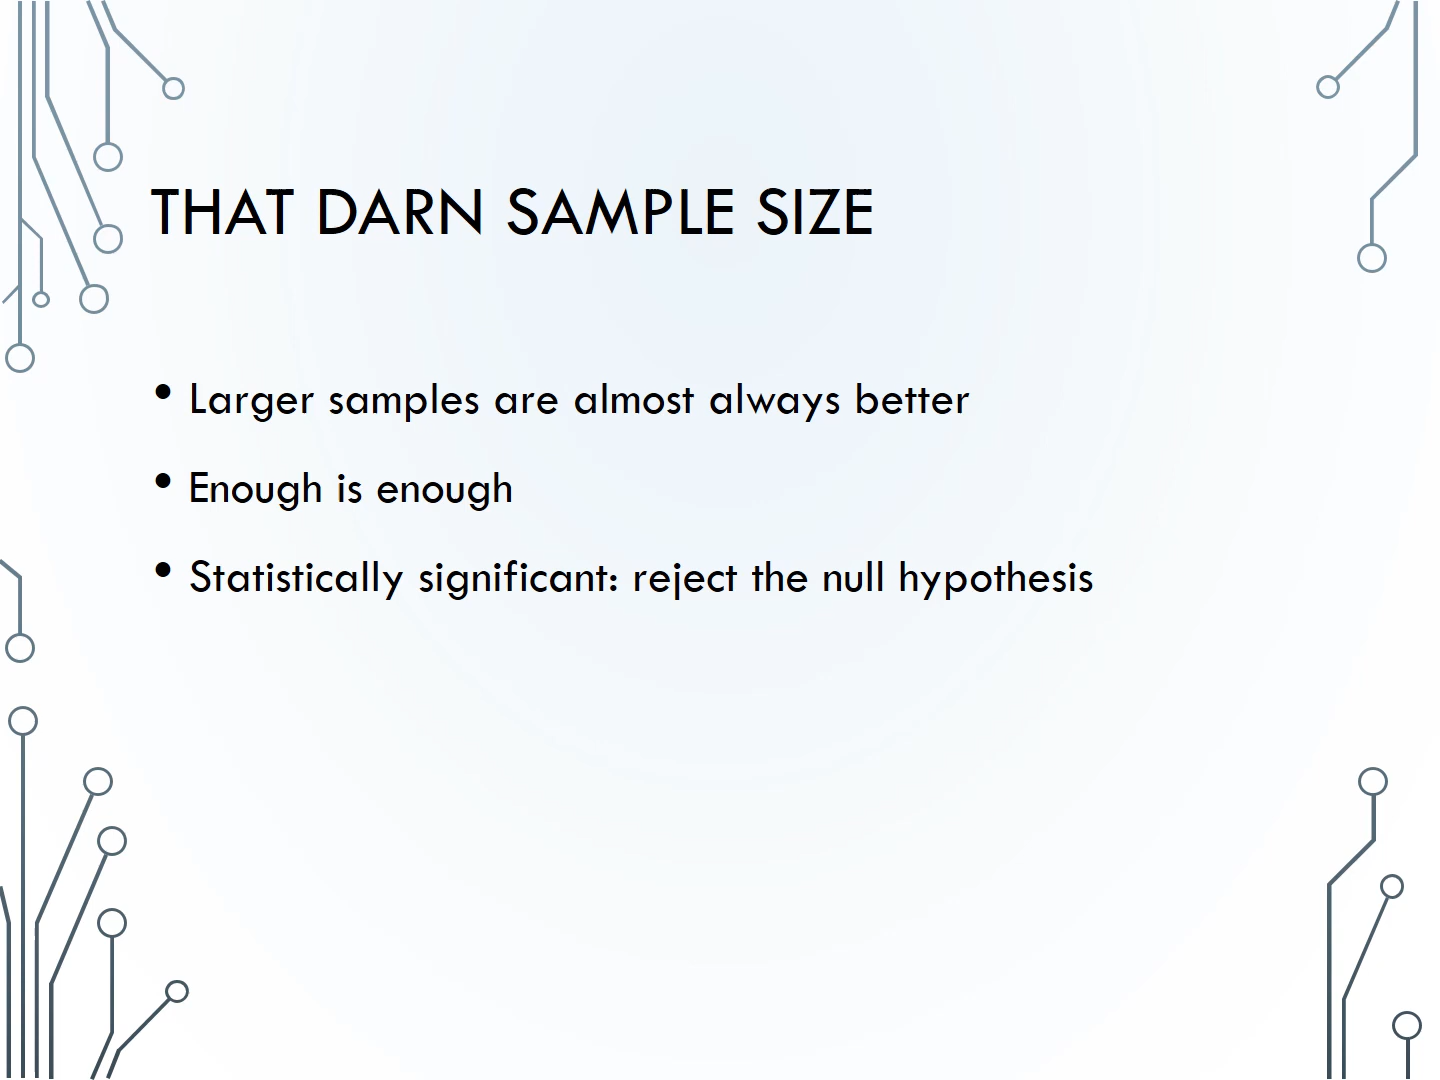 THAT DARN SAMPLE SIZE
• Larger samples are almost always better
• Enough is enough
• Statistically significant: reject the null hypothesis